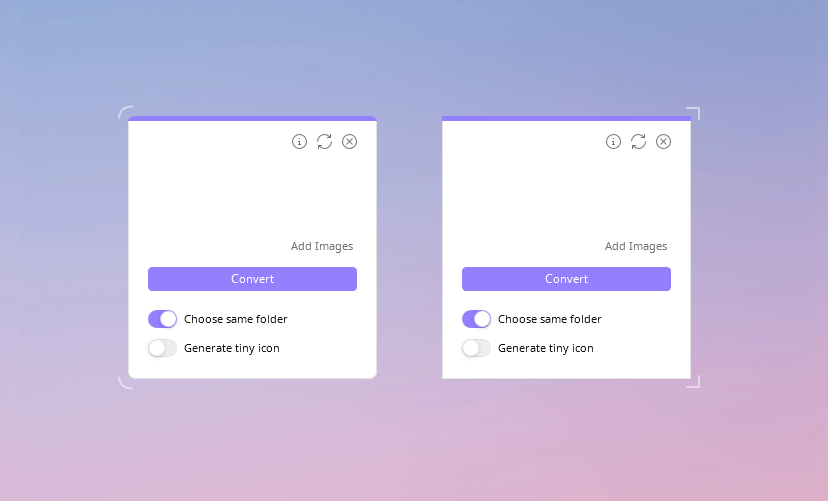 Add Images
Convert
Choose same folder
Generate tiny icon
Add Images
Convert
Choose same folder
Generate tiny icon